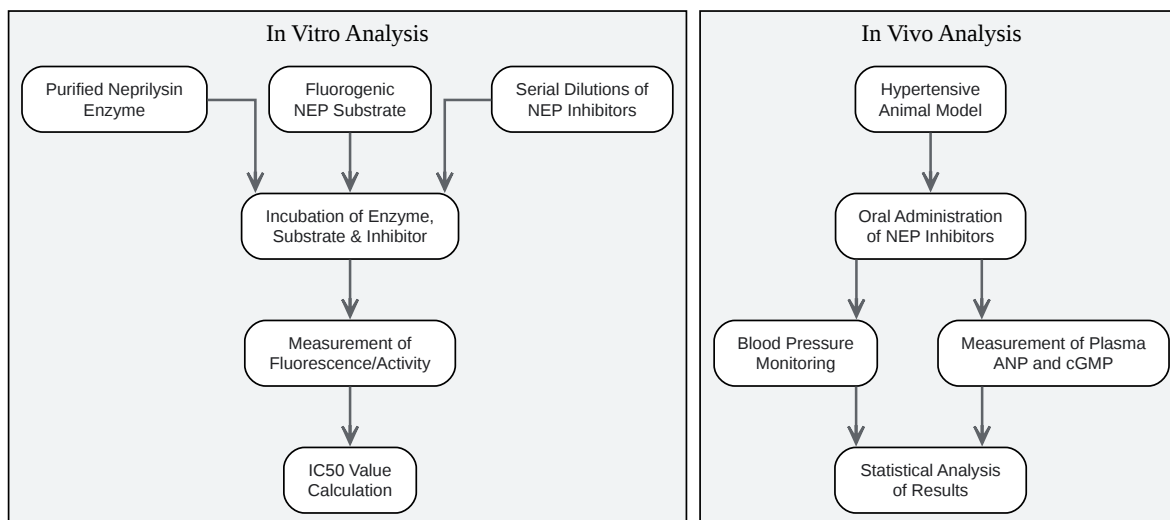 In Vitro Analysis
Purified Neprilysin
Enzyme
Fluorogenic
NEP Substrate
Serial Dilutions of
NEP Inhibitors
Incubation of Enzyme,
Substrate & Inhibitor
Measurement of
Fluorescence/Activity
IC50 Value
Calculation
In Vivo Analysis
Hypertensive
Animal Model
Oral Administration
of NEP Inhibitors
Blood Pressure
Monitoring
Measurement of Plasma
ANP and cGMP
Statistical Analysis
of Results